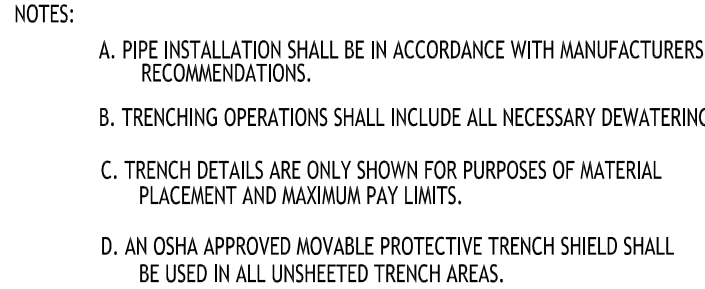 NOTES:
A. PIPE INSTALLATION SHALL BE IN ACCORDANCE WITH MANUFACTURERS
RECOMMENDATIONS.
B. TRENCHING OPERATIONS SHALL INCLUDE ALL NECESSARY DEWATERING
C. TRENCH DETAILS ARE ONLY SHOWN FOR PURPOSES OF MATERIAL
PLACEMENT AND MAXIMUM PAY LIMITS.
D. AN OSHA APPROVED MOVABLE PROTECTIVE TRENCH SHIELD SHALL
BE USED IN ALL UNSHEETED TRENCH AREAS.